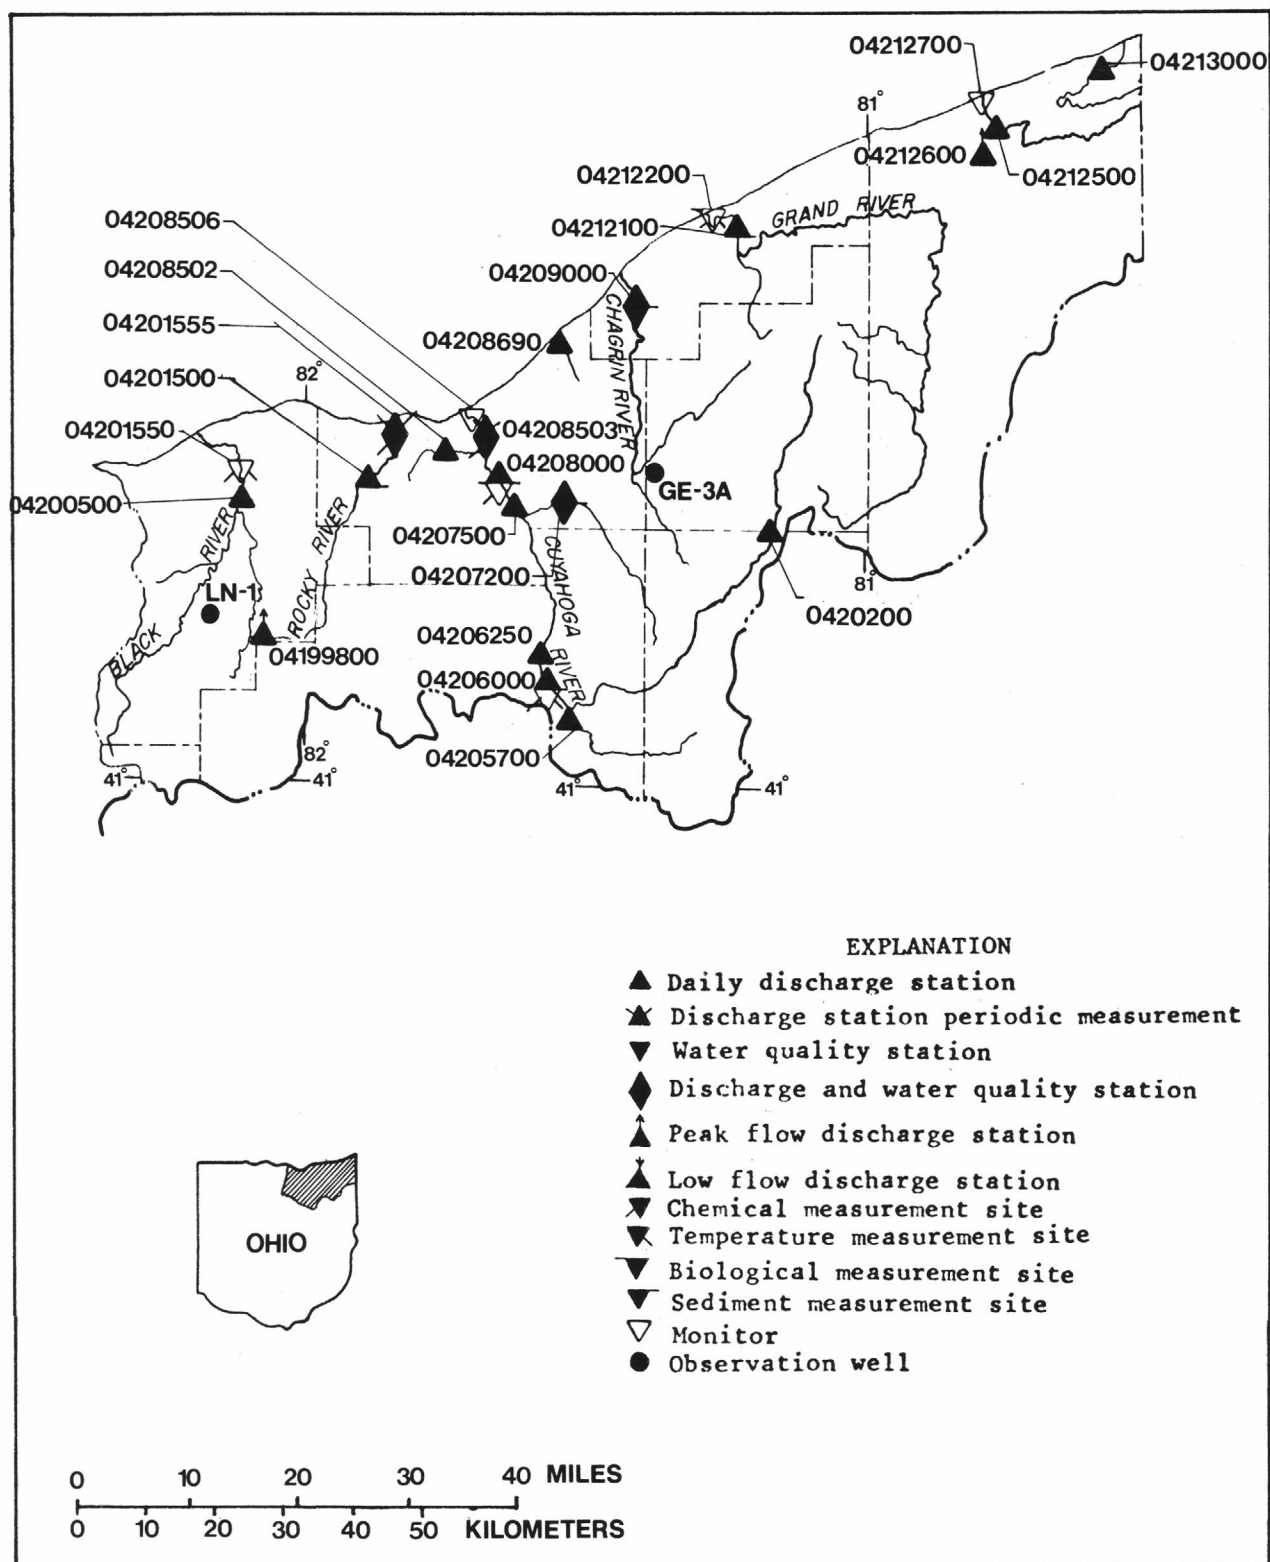 04212700
04213000
81°
04212600
04212500
04212200
04208506
GRAND RIVER
04212100
04208502
04209000
04201555
CHAGRIN RIVER
04208690
04201500
82°
04201550
04208503
04208000
GE-3A
04200500
RIVER
04207500
ROCKY RIVER
CUYAHOGA RIVER
04207200
81°
LN-1
0420200
04206250
BLACK
04199800
04206000
82°
04205700
41°
41°
41°
41°
EXPLANATION
Daily discharge station
Discharge station periodic measurement
Water quality station
Discharge and water quality station
Peak flow discharge station
Low flow discharge station
Chemical measurement site
Temperature measurement site
Biological measurement site
Sediment measurement site
Monitor
Observation well
OHIO
0 10 20 30 40 MILES
0 10 20 30 40 50 KILOMETERS